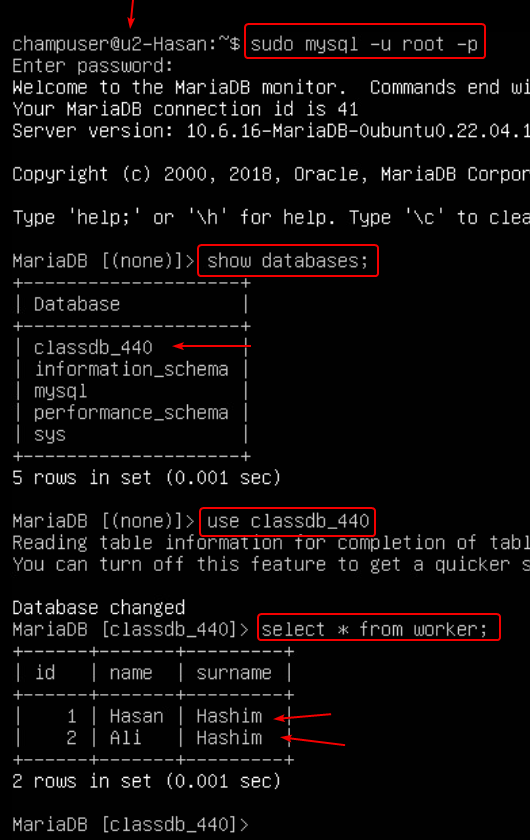 champuser@u2-Hasan:~$ sudo mysql -u root -p
Enter password:
Welcome to the MariaDB monitor.  Commands end wi
Your MariaDB connection id is 41
Server version: 10.6.16-MariaDB-0ubuntu0.22.04.1

Copyright (c) 2000, 2018, Oracle, MariaDB Corpor

Type 'help;' or '\h' for help. Type '\c' to clea

MariaDB [(none)]> show databases;
+--------------------+
| Database           |
+--------------------+
| classdb_440        |
| information_schema |
| mysql              |
| performance_schema |
| sys                |
+--------------------+
5 rows in set (0.001 sec)

MariaDB [(none)]> use classdb_440
Reading table information for completion of tabl
You can turn off this feature to get a quicker s

Database changed
MariaDB [classdb_440]> select * from worker;
+------+-------+---------+
| id   | name  | surname |
+------+-------+---------+
|    1 | Hasan | Hashim  |
|    2 | Ali   | Hashim  |
+------+-------+---------+
2 rows in set (0.001 sec)

MariaDB [classdb_440]>